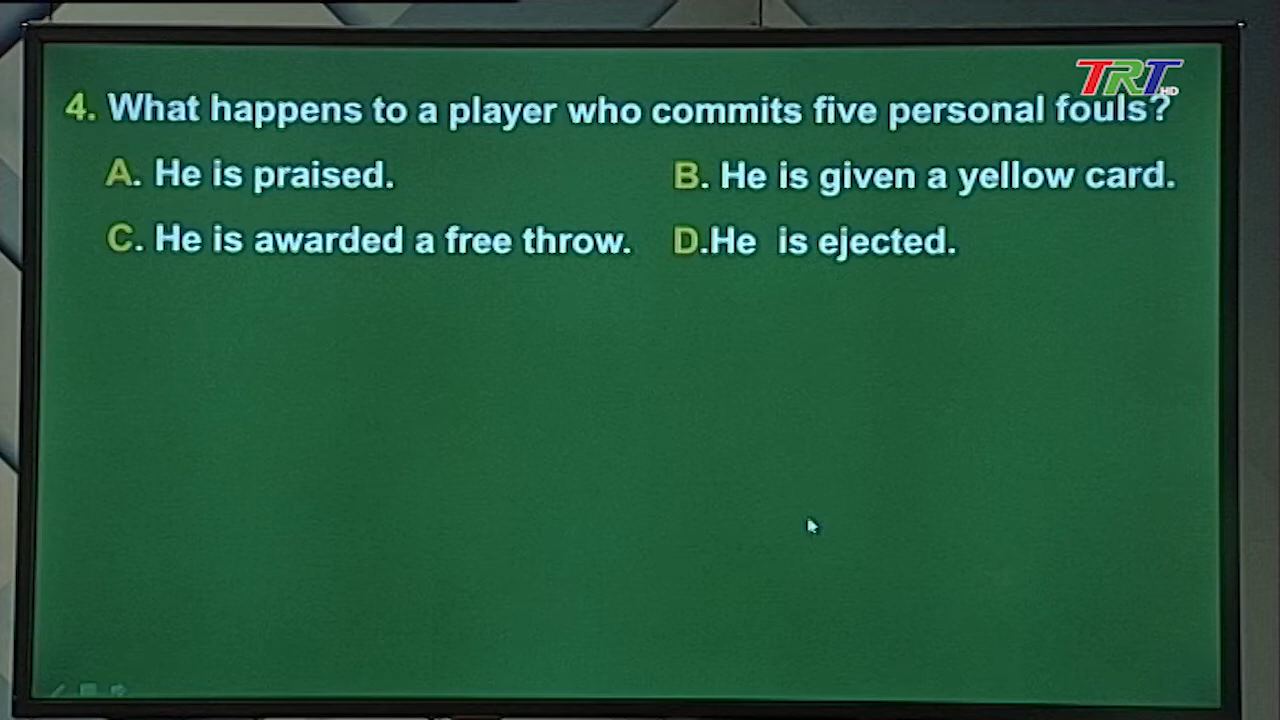 TRT HD
4. What happens to a player who commits five personal fouls?
A. He is praised. B. He is given a yellow card.
C. He is awarded a free throw. D.He is ejected.